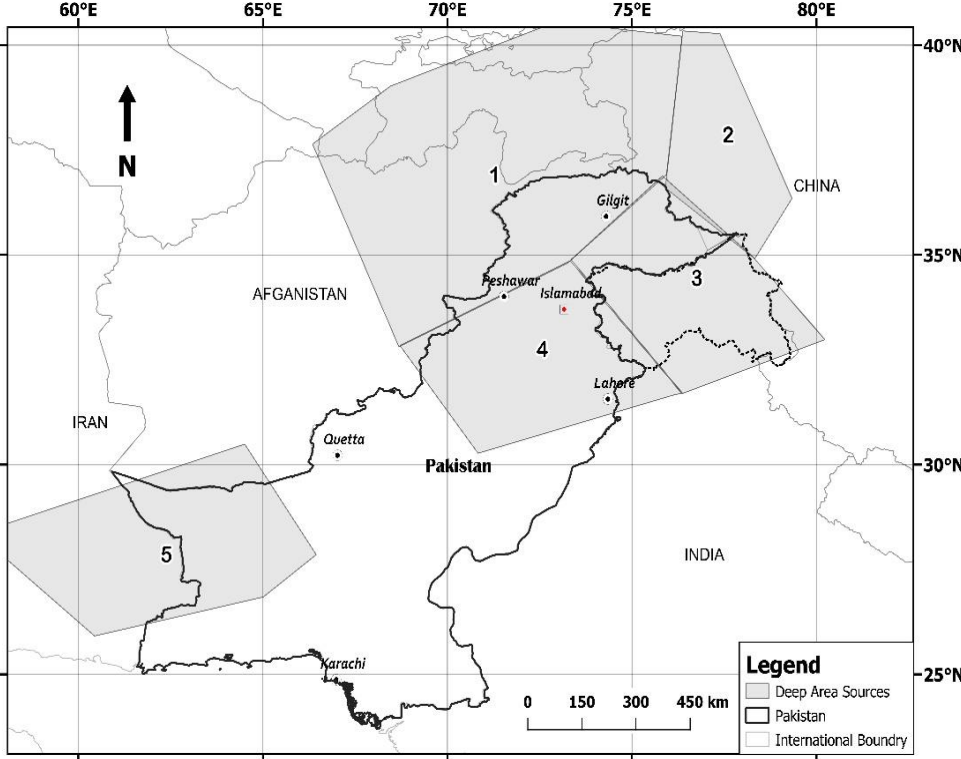 60°E 65°E 70°E 75°E 80°E
40°N
N
2
1
CHINA
Gilgit
35°N
3
Peshawar
Islamabad
AFGANISTAN
4
Lahore
IRAN
Quetta
Pakistan
30°N
5
INDIA
Karachi
25°N
0 150 300 450 km
Legend
Deep Area Sources
Pakistan
International Boundry